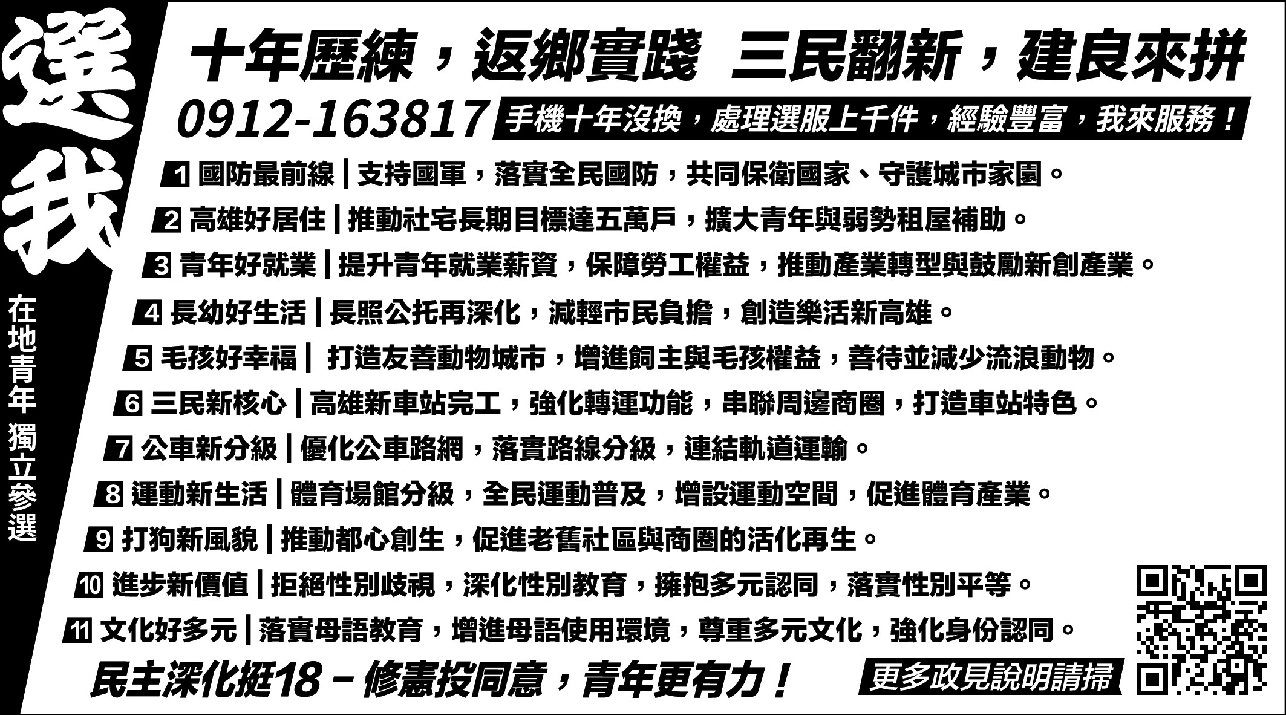 選我
在地青年 獨立參選
十年歷練，返鄉實踐 三民翻新，建良來拼
0912-163817 手機十年沒換，處理選服上千件，經驗豐富，我來服務！
1 國防最前線|支持國軍，落實全民國防，共同保衛國家、守護城市家園。
2 高雄好居住|推動社宅長期目標達五萬戶，擴大青年與弱勢租屋補助。
3 青年好就業|提升青年就業薪資，保障勞工權益，推動產業轉型與鼓勵新創產業。
4 長幼好生活|長照公托再深化，減輕市民負擔，創造樂活新高雄。
5 毛孩好幸福| 打造友善動物城市，增進飼主與毛孩權益，善待並減少流浪動物。
6 三民新核心|高雄新車站完工，強化轉運功能，串聯周邊商圈，打造車站特色。
7 公車新分級|優化公車路網，落實路線分級，連結軌道運輸。
8 運動新生活|體育場館分級，全民運動普及，增設運動空間，促進體育產業。
9 打狗新風貌|推動都心創生，促進老舊社區與商圈的活化再生。
10 進步新價值|拒絕性別歧視，深化性別教育，擁抱多元認同，落實性別平等。
11 文化好多元|落實母語教育，增進母語使用環境，尊重多元文化，強化身份認同。
民主深化挺18－修憲投同意，青年更有力！
更多政見說明請掃